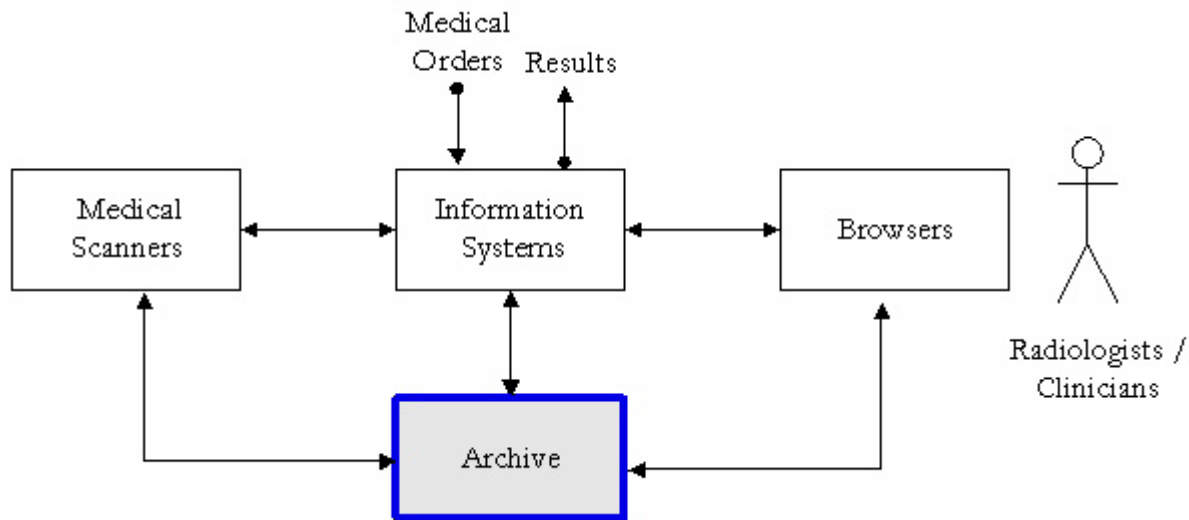 Medical
Orders
Results
Medical
Scanners
Information
Systems
Browsers
Radiologists /
Clinicians
Archive